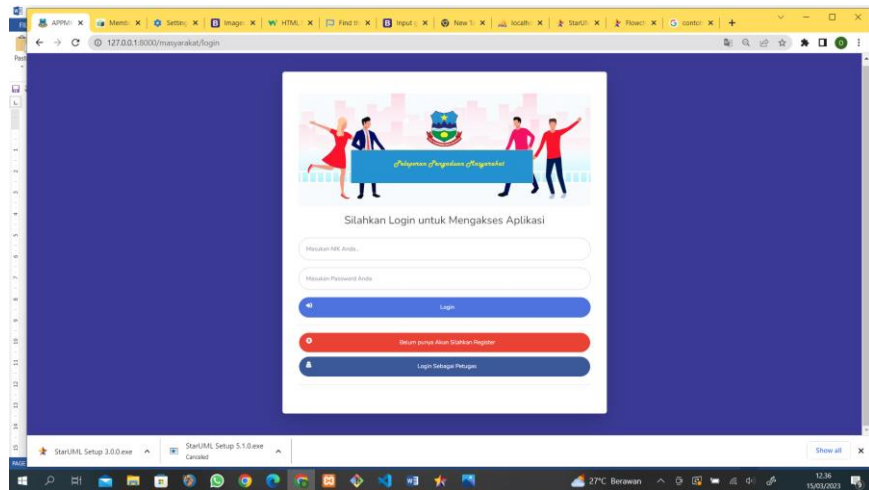 APPM
Memb
Setting
Image
HTML
Find th
Input g
New T
localh
StarU
Flowch
contoh
127.0.0.1:8000/masyarakat/login
Pelaporan Pengaduan Masyarakat
Silahkan Login untuk Mengakses Aplikasi
Masukan NIK Anda..
Masukan Password Anda
Login
Belum punya Akun Silahkan Register
Login Sebagai Petugas
StarUML Setup 3.0.0.exe
StarUML Setup 5.1.0.exe
Canceled
Show all
27°C Berawan
12.36
15/03/2023